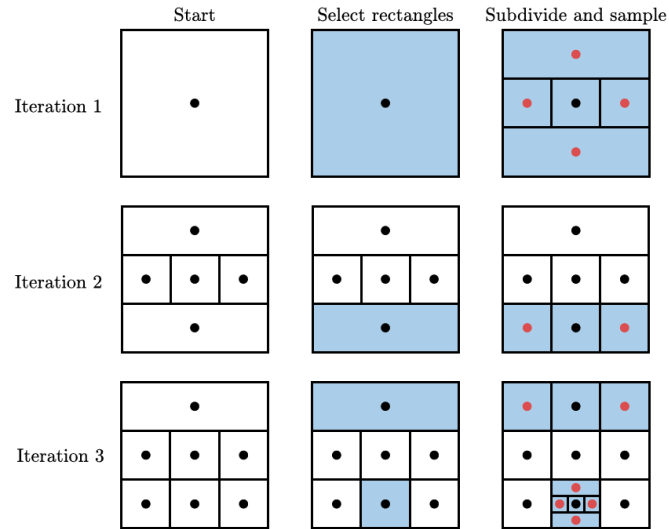 Start Select rectangles Subdivide and sample
Iteration 1
Iteration 2
Iteration 3